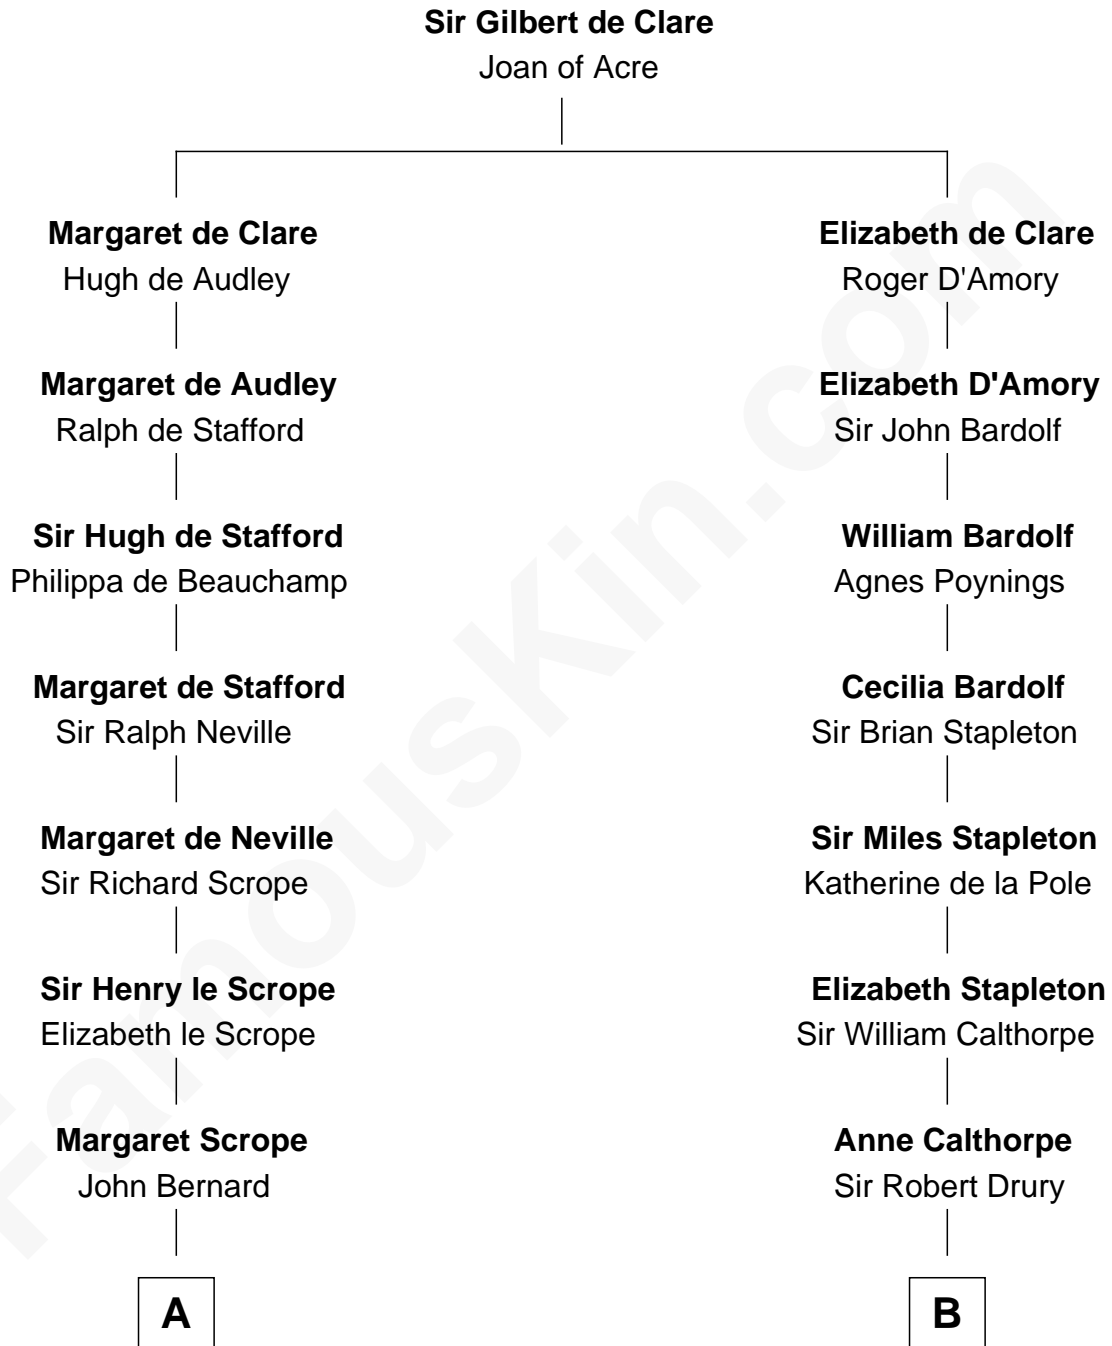 Sir Gilbert de Clare
Joan of Acre
Margaret de Clare
Hugh de Audley
Elizabeth de Clare
Roger D'Amory
Margaret de Audley
Ralph de Stafford
Elizabeth D'Amory
Sir John Bardolf
Sir Hugh de Stafford
Philippa de Beauchamp
William Bardolf
Agnes Poynings
Margaret de Stafford
Sir Ralph Neville
Cecilia Bardolf
Sir Brian Stapleton
Margaret de Neville
Sir Richard Scrope
Sir Miles Stapleton
Katherine de la Pole
Sir Henry le Scrope
Elizabeth le Scrope
Elizabeth Stapleton
Sir William Calthorpe
Margaret Scrope
John Bernard
Anne Calthorpe
Sir Robert Drury
A
B
FamousKin.com